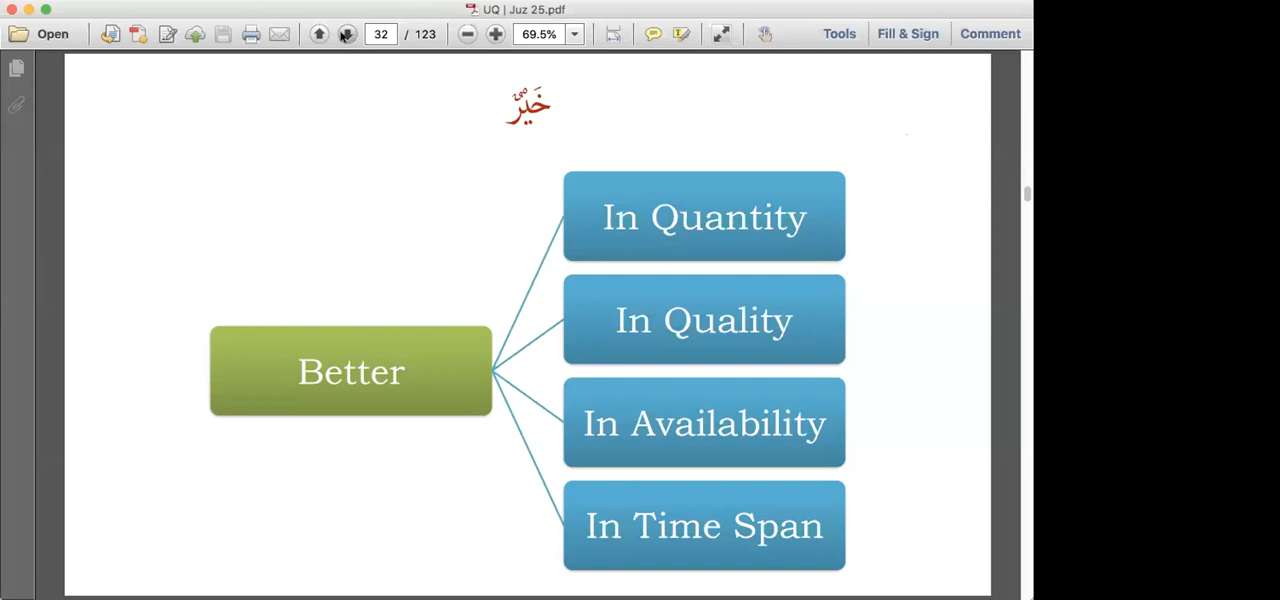 UQ | Juz 25.pdf
Open 32 / 123 69.5% Tools Fill & Sign Comment
خَيْرٌ
Better
In Quantity
In Quality
In Availability
In Time Span